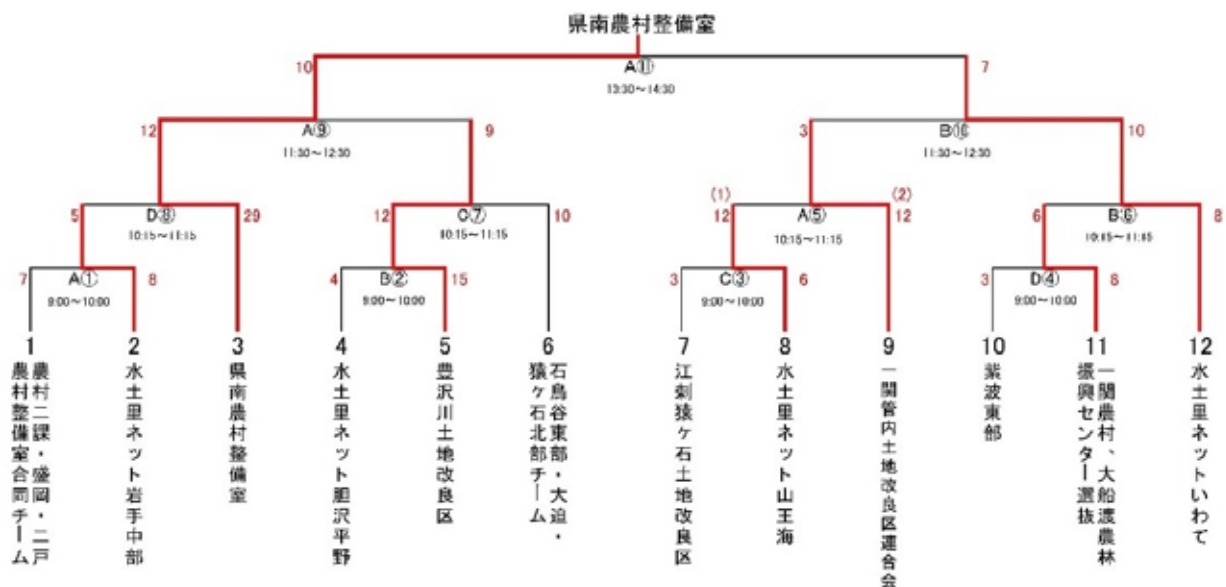 県南農村整備室
10
A⑪
7
13:30～14:30
12
A⑨
9
3
B⑩
10
11:30～12:30
11:30～12:30
(1)
(2)
5
D⑧
29
12
C⑦
10
12
A⑤
12
6
B⑥
8
10:15～11:15
10:15～11:15
10:15～11:15
10:15～11:15
7
A①
8
4
B②
15
3
C③
6
3
D④
8
9:00～10:00
9:00～10:00
9:00～10:00
9:00～10:00
1
農村二課・盛岡・二戸
農村整備室合同チーム
2
水土里ネット岩手中部
3
県南農村整備室
4
水土里ネット胆沢平野
5
豊沢川土地改良区
6
石鳥谷東部・大迫・
猿ヶ石北部チーム
7
江刺猿ヶ石土地改良区
8
水土里ネット山王海
9
一関管内土地改良区連合会
10
紫波東部
11
一関農村、大船渡農林
振興センター選抜
12
水土里ネットいわて